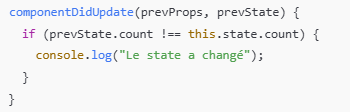 componentDidUpdate(prevProps, prevState) {
  if (prevState.count !== this.state.count) {
    console.log("Le state a changé");
  }
}